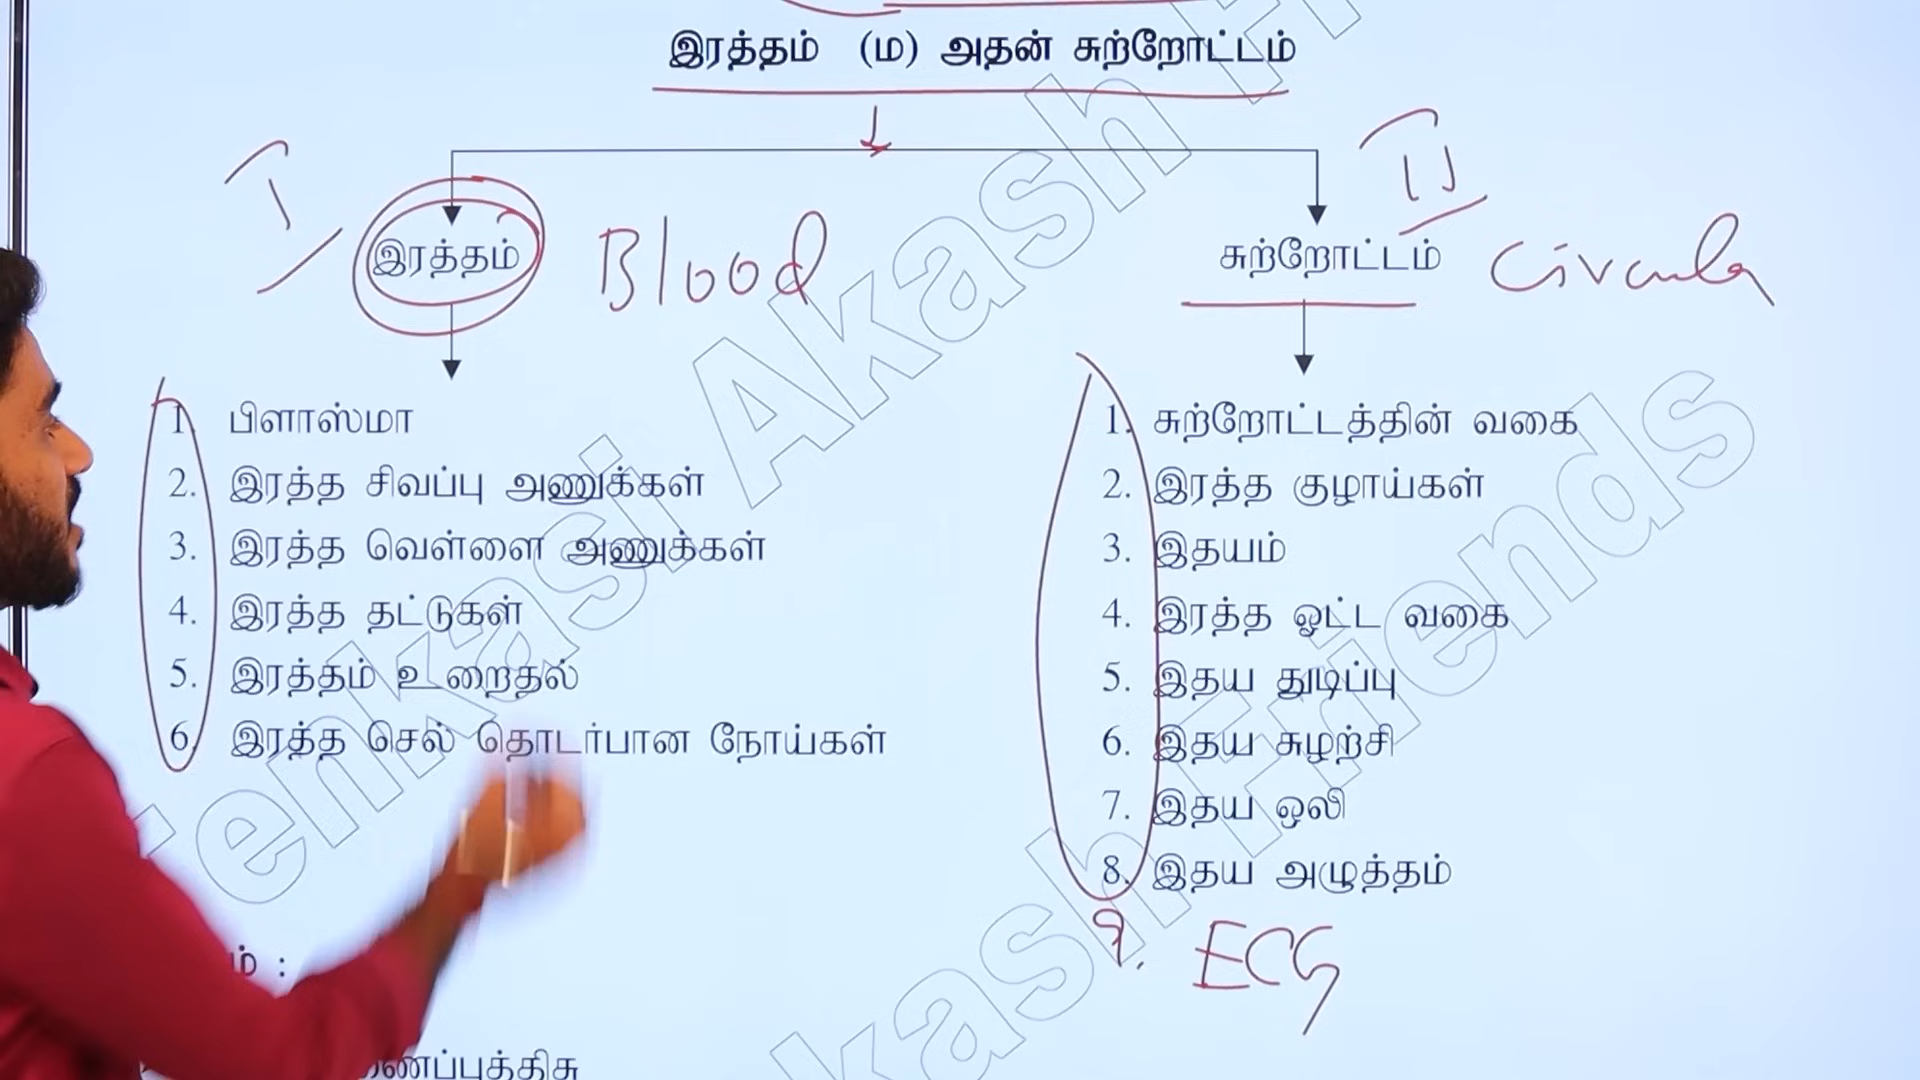 இரத்தம் (ம) அதன் சுற்றோட்டம்
I
II
இரத்தம்
Blood
சுற்றோட்டம்
1. பிளாஸ்மா
2. இரத்த சிவப்பு அணுக்கள்
3. இரத்த வெள்ளை அணுக்கள்
4. இரத்த தட்டுகள்
5. இரத்தம் உறைதல்
6. இரத்த செல் தொடர்பான நோய்கள்
1. சுற்றோட்டத்தின் வகை
2. இரத்த குழாய்கள்
3. இதயம்
4. இரத்த ஓட்ட வகை
5. இதய துடிப்பு
6. இதய சுழற்சி
7. இதய ஒலி
8. இதய அழுத்தம்
9. ECG
Tenkasi Akash Friends